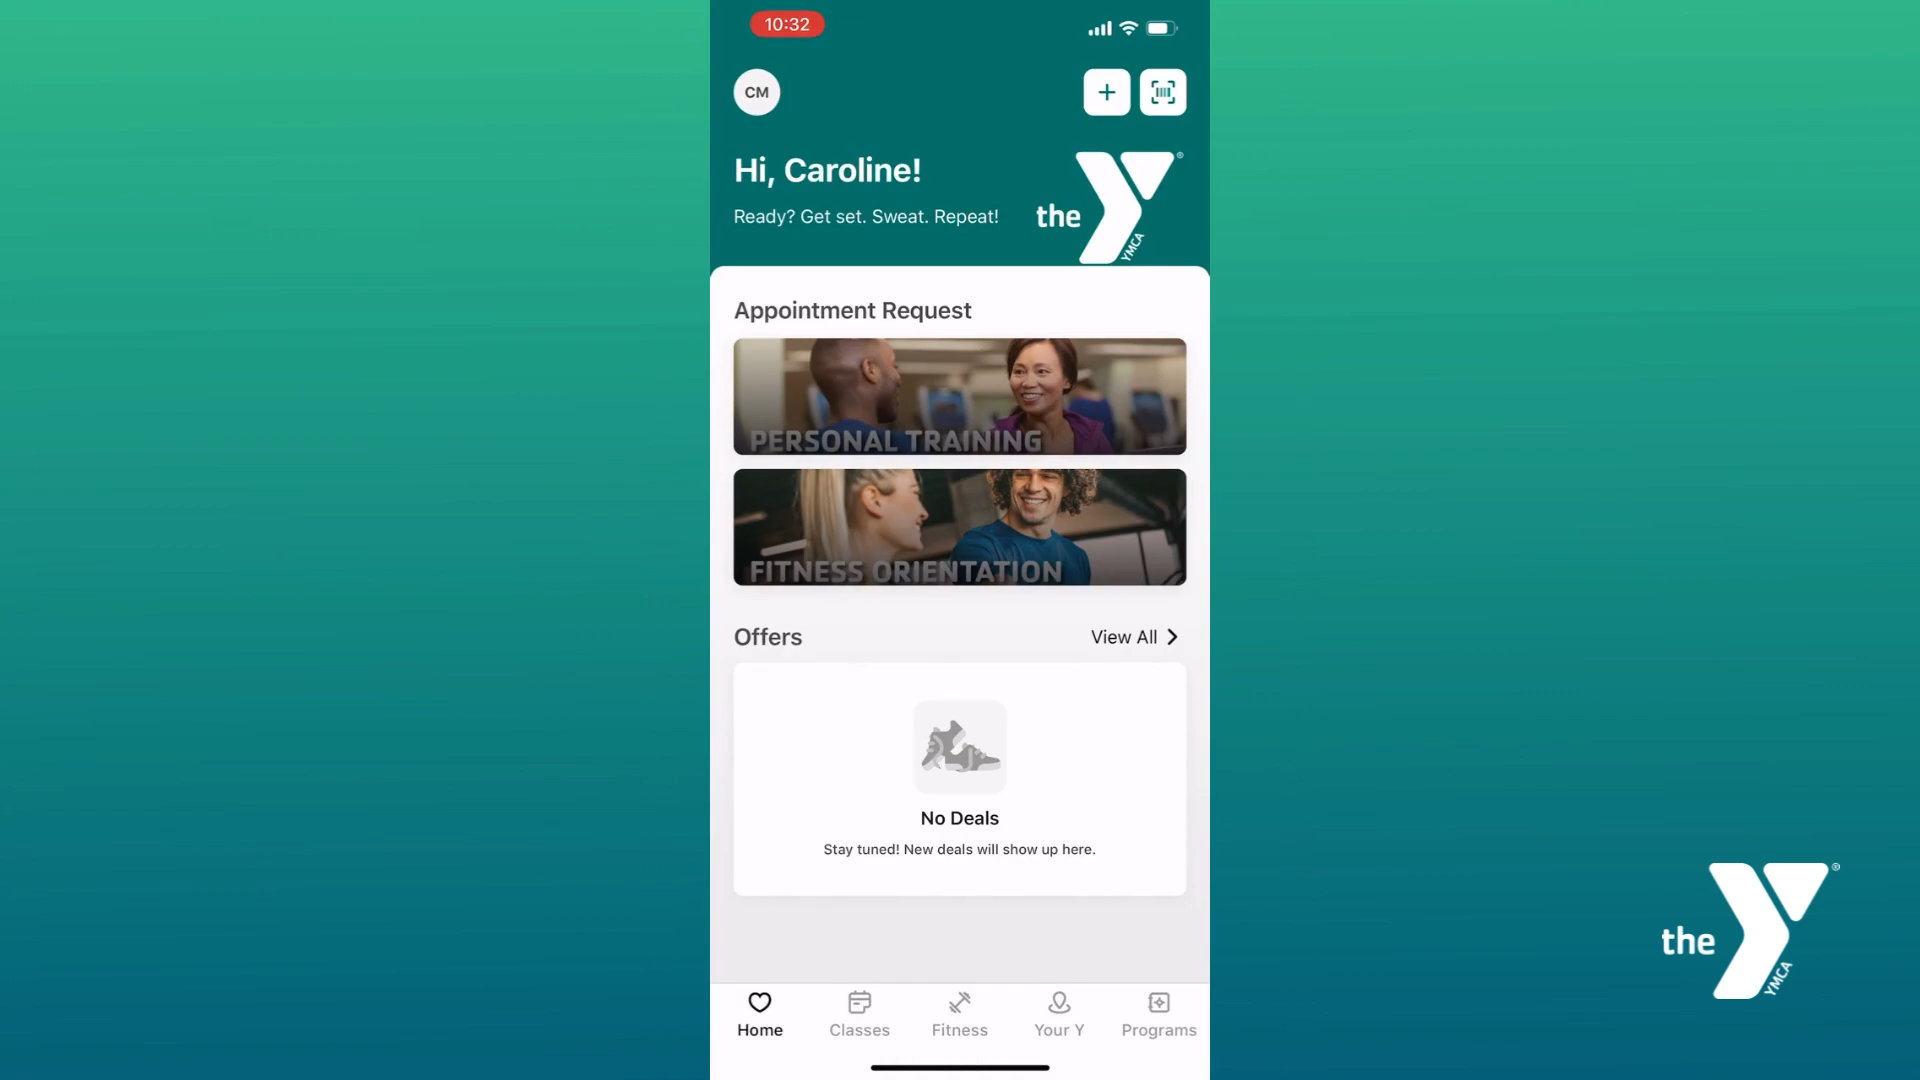 10:32
CM
Hi, Caroline!
Ready? Get set. Sweat. Repeat!
the
YMCA
®
Appointment Request
PERSONAL TRAINING
FITNESS ORIENTATION
Offers
View All
No Deals
Stay tuned! New deals will show up here.
Home
Classes
Fitness
Your Y
Programs
the
YMCA
®